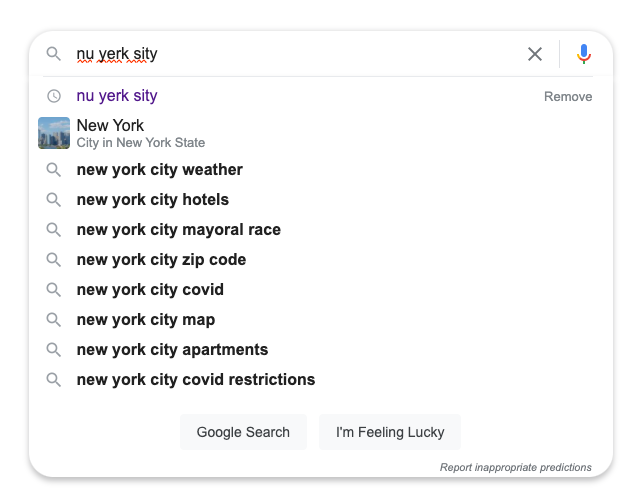 nu yerk sity
nu yerk sity
Remove
New York
City in New York State
new york city weather
new york city hotels
new york city mayoral race
new york city zip code
new york city covid
new york city map
new york city apartments
new york city covid restrictions
Google Search
I'm Feeling Lucky
Report inappropriate predictions